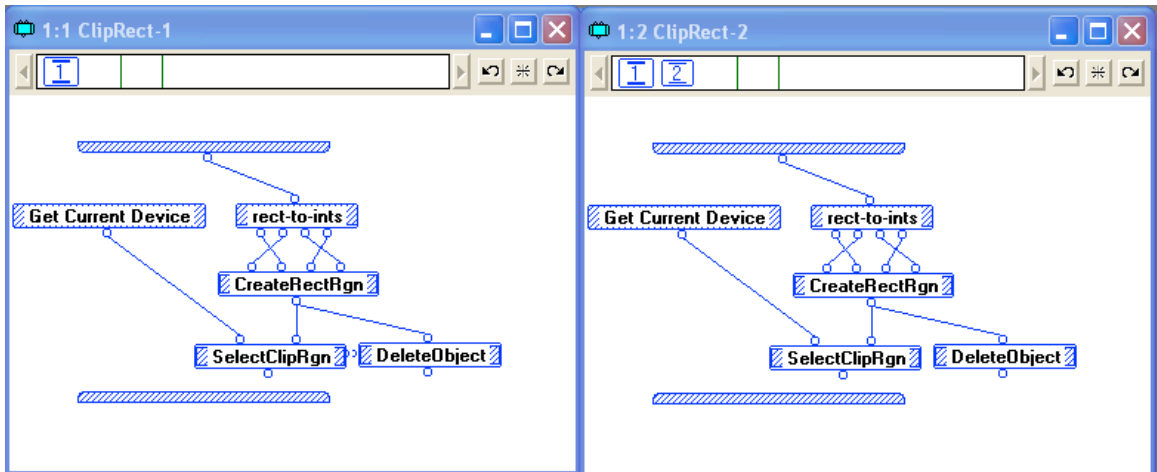 1:1 ClipRect-1
1
Get Current Device
rect-to-ints
CreateRectRgn
SelectClipRgn
DeleteObject
1:2 ClipRect-2
1 2
Get Current Device
rect-to-ints
CreateRectRgn
SelectClipRgn
DeleteObject